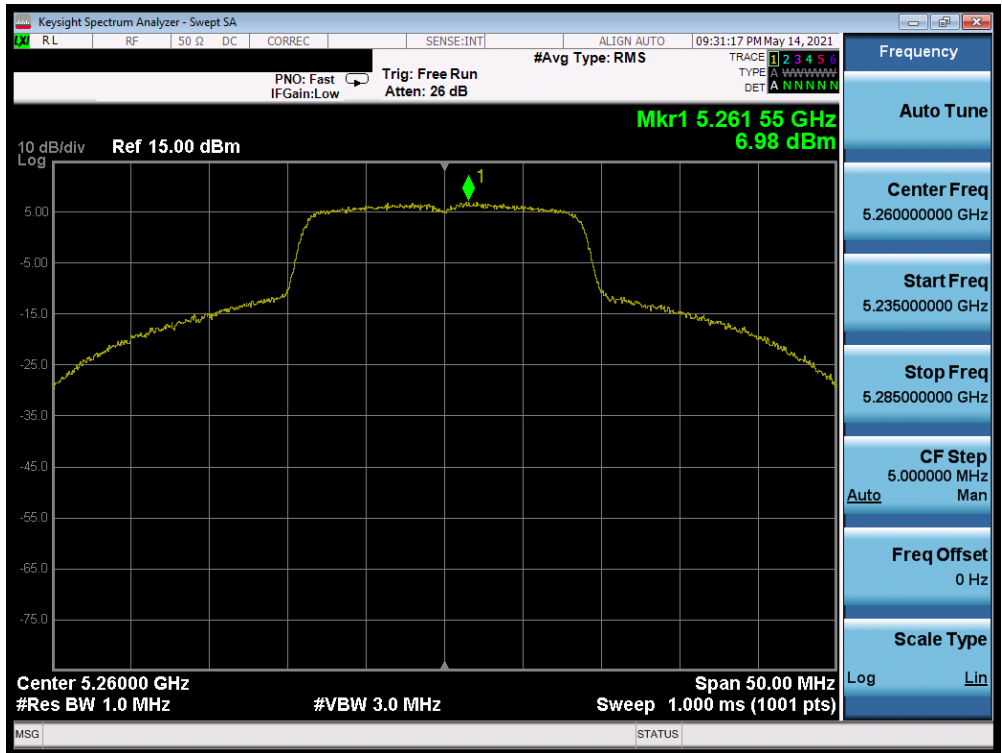 Keysight Spectrum Analyzer - Swept SA
LXI RL RF 50 Ω DC CORREC SENSE:INT ALIGN AUTO 09:31:17 PM May 14, 2021
#Avg Type: RMS
TRACE 1 2 3 4 5 6
PNO: Fast Trig: Free Run
TYPE A WWWWW
IFGain:Low Atten: 26 dB
DET A N N N N N
Mkr1 5.261 55 GHz
6.98 dBm
10 dB/div Ref 15.00 dBm
Log
1
5.00
-5.00
-15.0
-25.0
-35.0
-45.0
-55.0
-65.0
-75.0
Center 5.26000 GHz Span 50.00 MHz
#Res BW 1.0 MHz #VBW 3.0 MHz Sweep 1.000 ms (1001 pts)
MSG STATUS
Frequency
Auto Tune
Center Freq
5.260000000 GHz
Start Freq
5.235000000 GHz
Stop Freq
5.285000000 GHz
CF Step
5.000000 MHz
Auto Man
Freq Offset
0 Hz
Scale Type
Log Lin